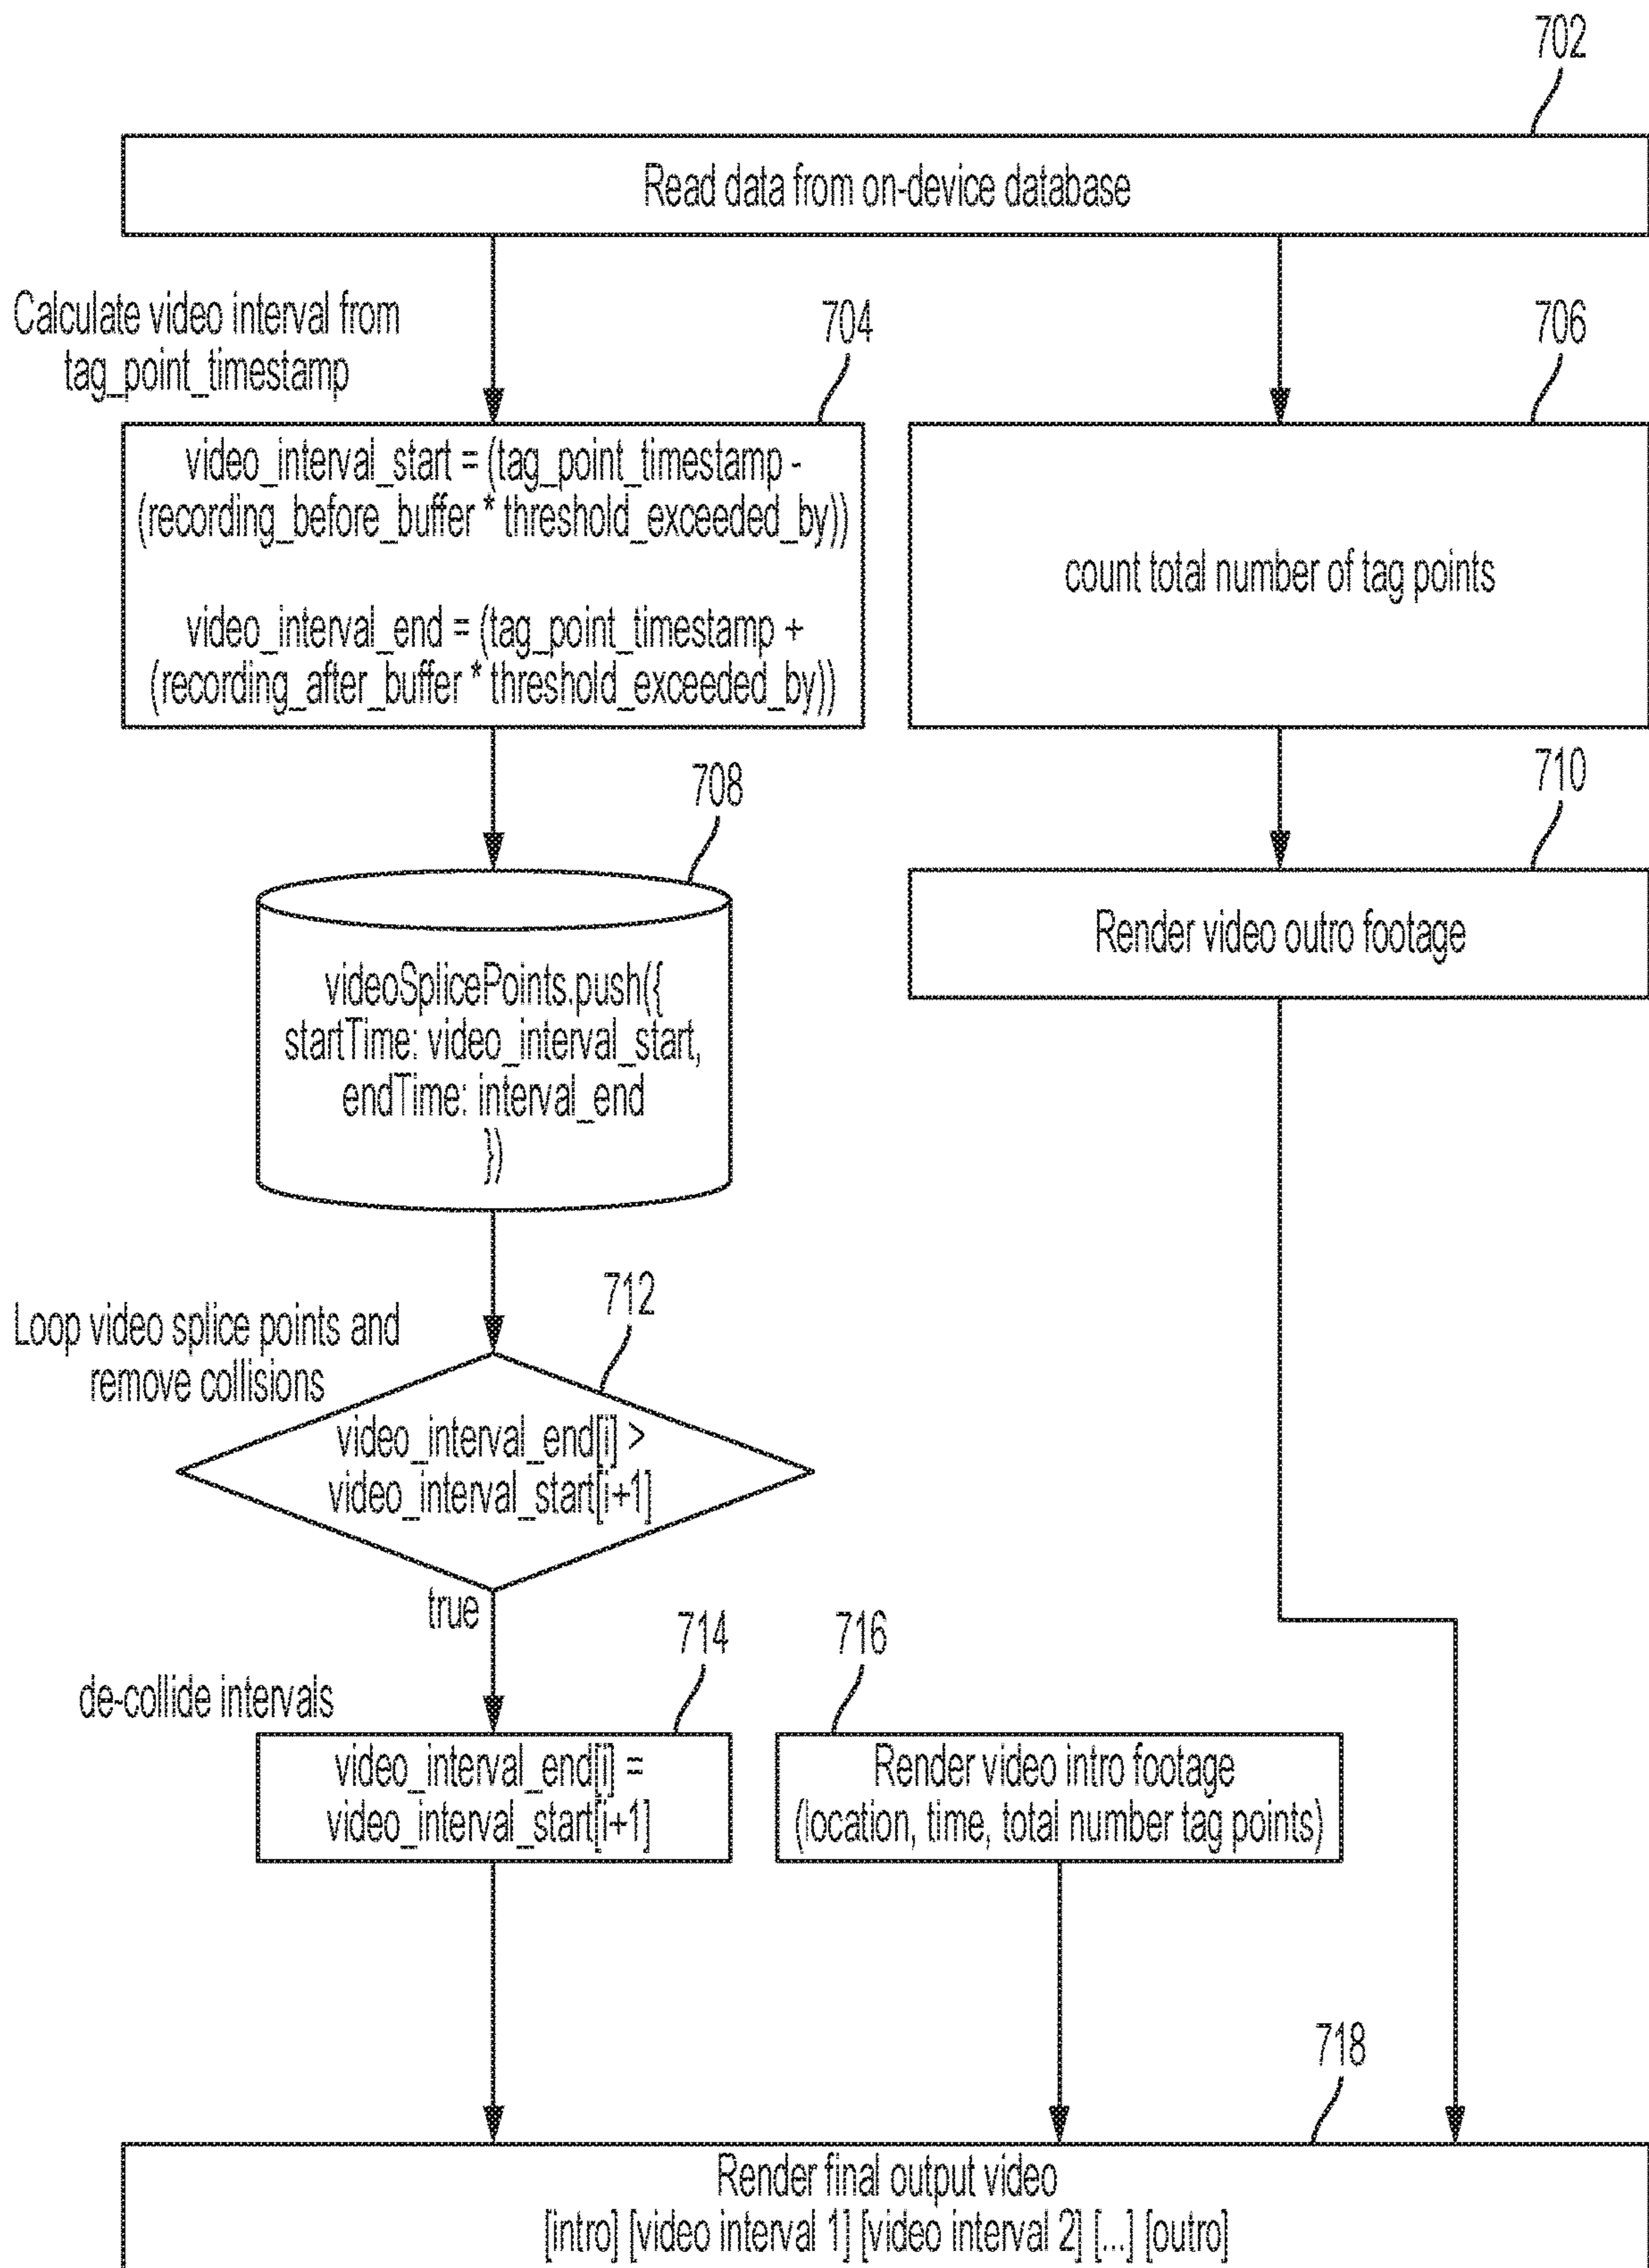 702
Read data from on-device database
Calculate video interval from
tag_point_timestamp
704
706
video_interval_start = (tag_point_timestamp -
(recording_before_buffer * threshold_exceeded_by))
video_interval_end = (tag_point_timestamp +
(recording_after_buffer * threshold_exceeded_by))
count total number of tag points
708
710
videoSplicePoints.push({
startTime: video_interval_start,
endTime: interval_end
})
Render video outro footage
Loop video splice points and
remove collisions
712
video_interval_end[i] >
video_interval_start[i+1]
true
714
716
de-collide intervals
video_interval_end[i] =
video_interval_start[i+1]
Render video intro footage
(location, time, total number tag points)
718
Render final output video
[intro] [video interval 1] [video interval 2] [...] [outro]